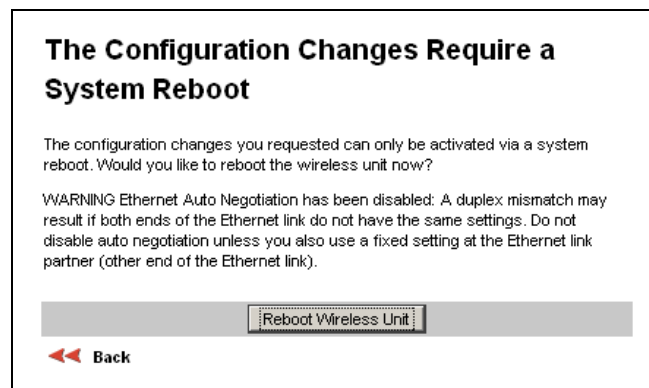 The Configuration Changes Require a
System Reboot
The configuration changes you requested can only be activated via a system
reboot. Would you like to reboot the wireless unit now?
WARNING Ethernet Auto Negotiation has been disabled: A duplex mismatch may
result if both ends of the Ethernet link do not have the same settings. Do not
disable auto negotiation unless you also use a fixed setting at the Ethernet link
partner (other end of the Ethernet link).
Reboot Wireless Unit
Back